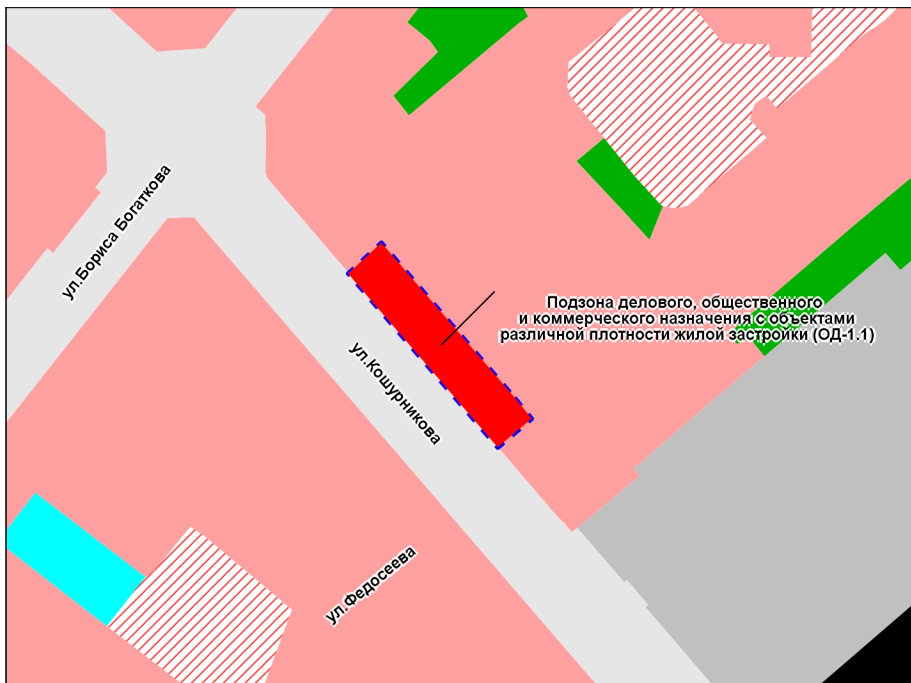 ул.Бориса Богаткова
Подзона делового, общественного
и коммерческого назначения с объектами
различной плотности жилой застройки (ОД-1.1)
ул.Кошурникова
ул.Федосеева